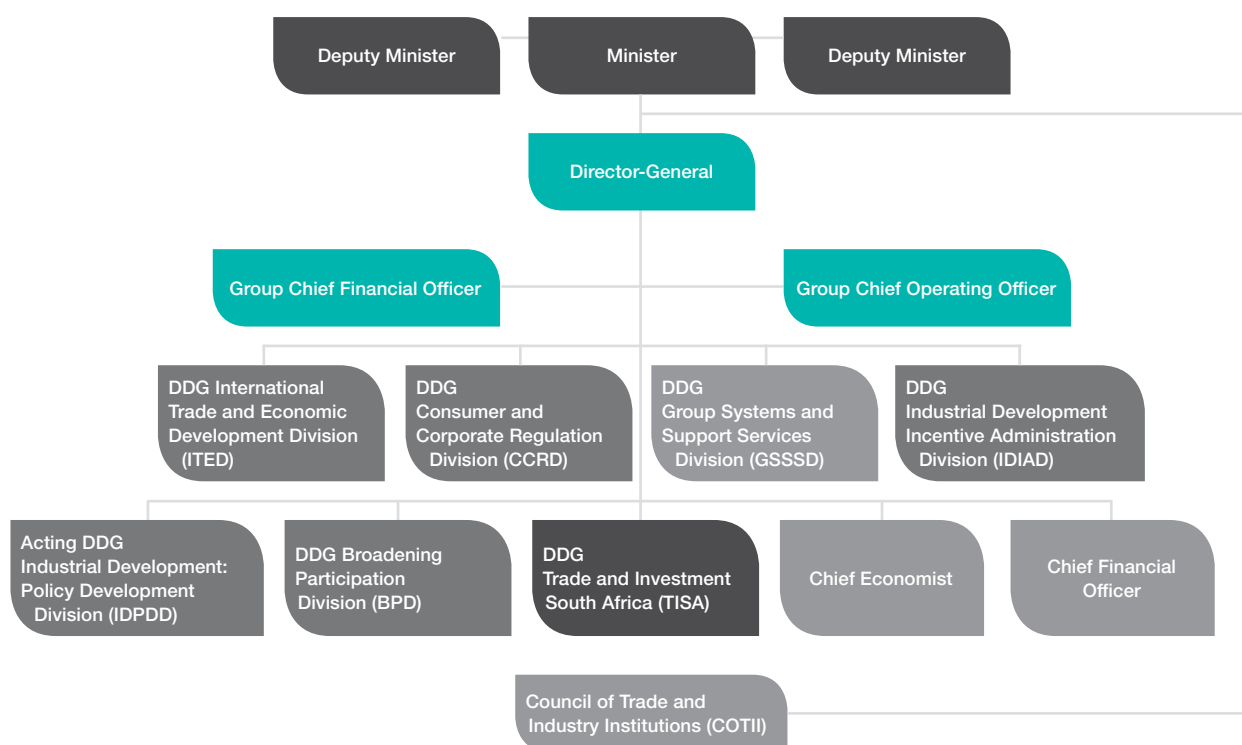 Deputy Minister
Minister
Deputy Minister
Director-General
Group Chief Financial Officer
Group Chief Operating Officer
DDG International
Trade and Economic
Development Division
(ITED)
DDG
Consumer and
Corporate Regulation
Division (CCRD)
DDG
Group Systems and
Support Services
Division (GSSSD)
DDG
Industrial Development
Incentive Administration
Division (IDIAD)
Acting DDG
Industrial Development:
Policy Development
Division (IDPDD)
DDG Broadening
Participation
Division (BPD)
DDG
Trade and Investment
South Africa (TISA)
Chief Economist
Chief Financial
Officer
Council of Trade and
Industry Institutions (COTII)